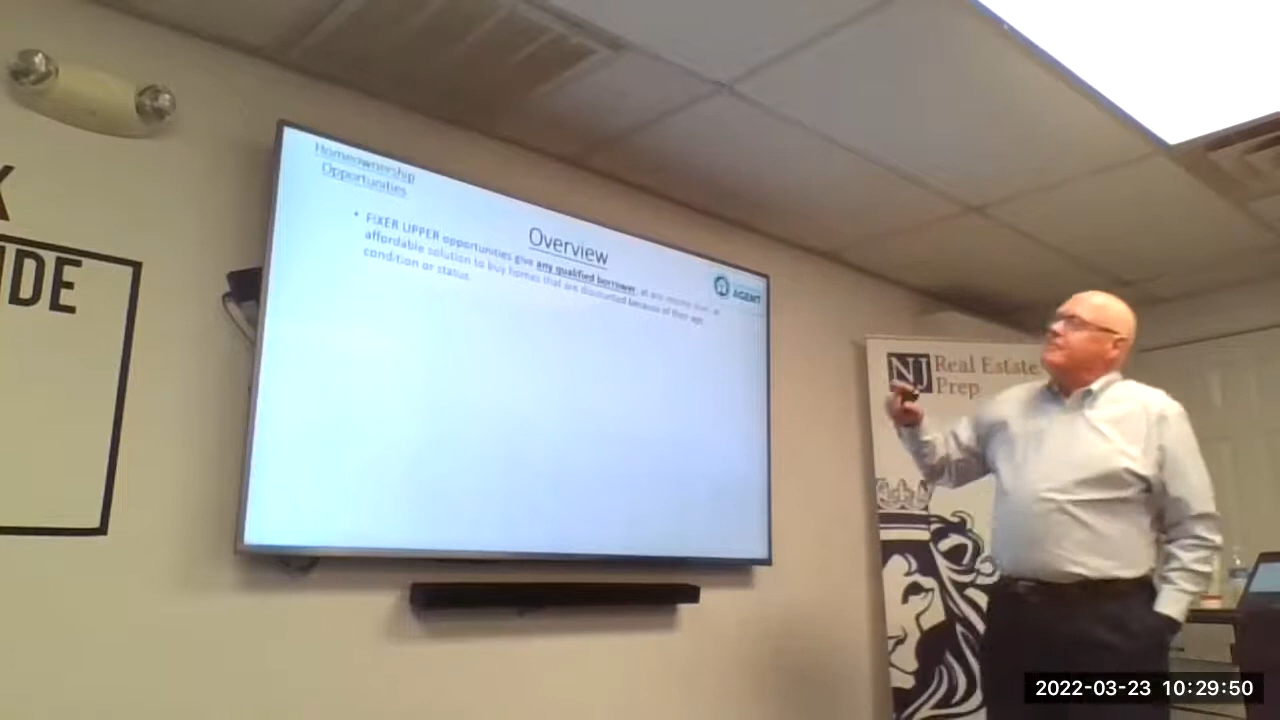 K
IDE
Homeownership
Opportunities
Overview
• FIXER UPPER opportunities give any qualified borrower, at any income level, an
affordable solution to buy homes that are discounted because of their age,
condition or status.
AGENT
NJ Real Estate
Prep
2022-03-23 10:29:50